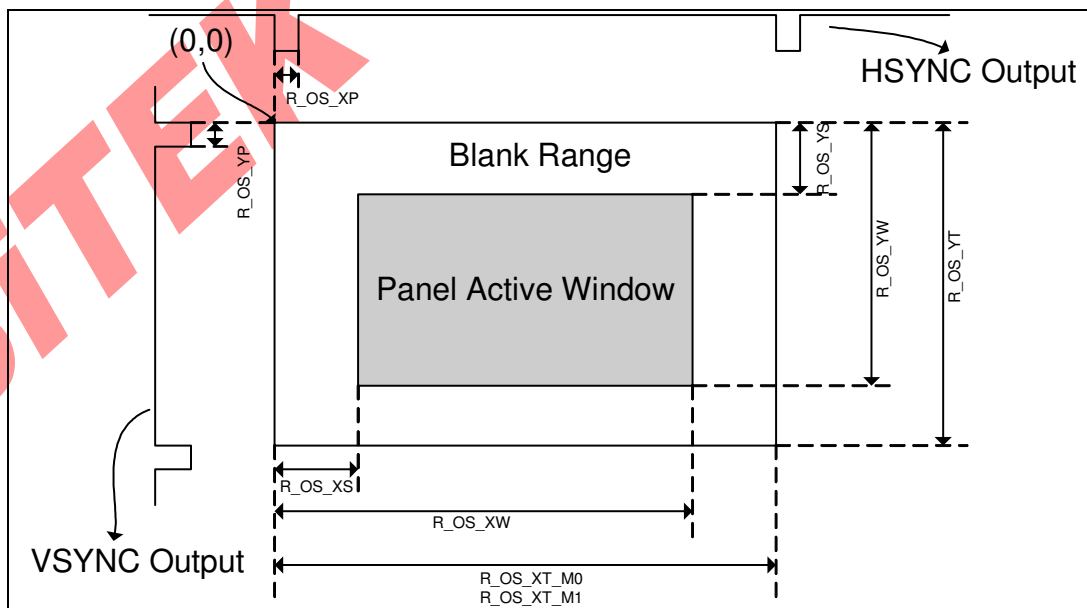 (0,0)
HSYNC Output
R_OS_XP
R_OS_YP
Blank Range
R_OS_YS
R_OS_YW
R_OS_YT
Panel Active Window
R_OS_XS
R_OS_XW
VSYNC Output
R_OS_XT_M0
R_OS_XT_M1